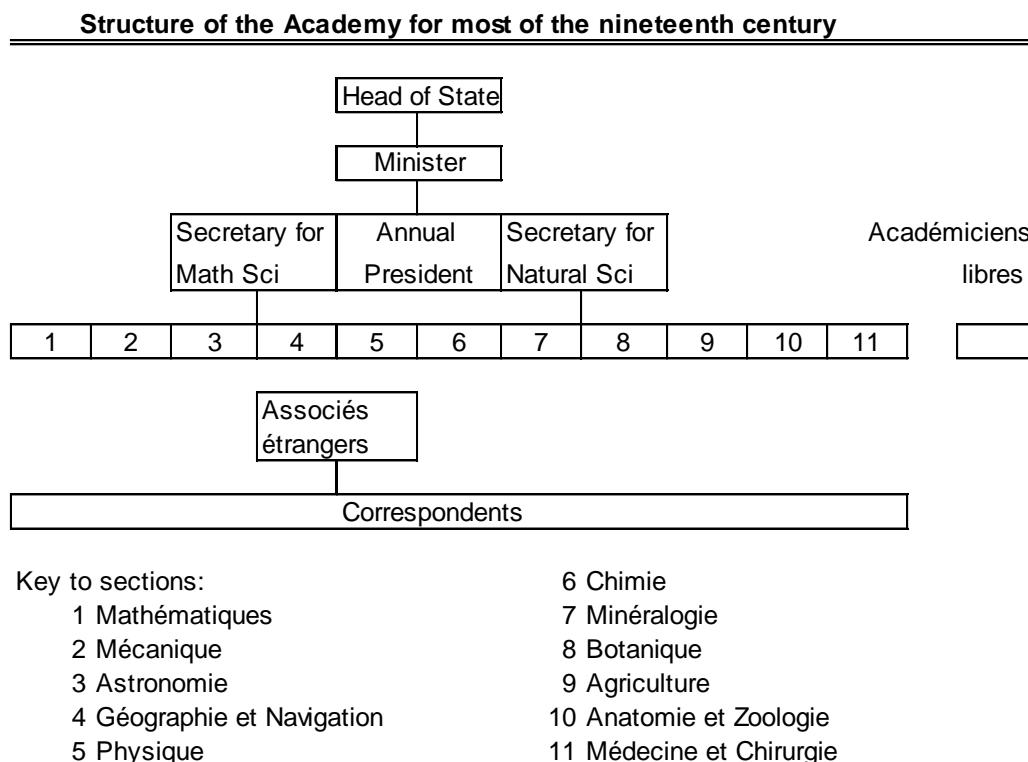 Structure of the Academy for most of the nineteenth century
Head of State
Minister
Secretary for
Math Sci
Annual
President
Secretary for
Natural Sci
Académiciens
libres
1 2 3 4 5 6 7 8 9 10 11
Associés
étrangers
Correspondents
Key to sections:
1 Mathématiques
2 Mécanique
3 Astronomie
4 Géographie et Navigation
5 Physique
6 Chimie
7 Minéralogie
8 Botanique
9 Agriculture
10 Anatomie et Zoologie
11 Médecine et Chirurgie